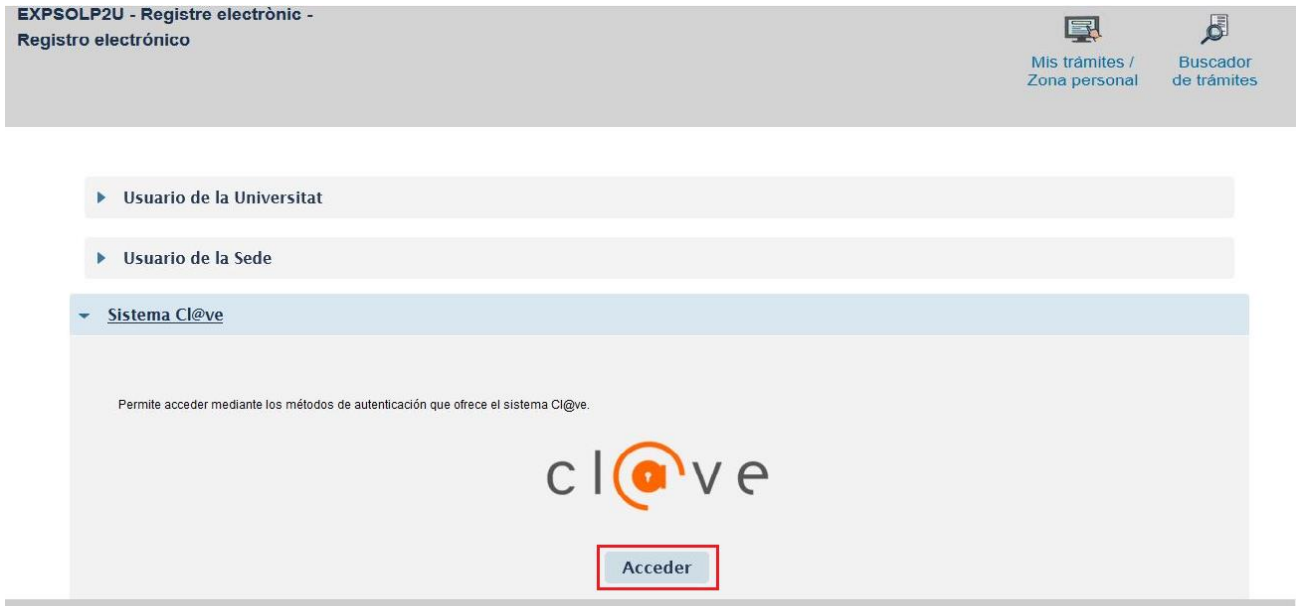 EXPSOLP2U - Registre electrònic -
Registro electrónico
Mis trámites /
Zona personal
Buscador
de trámites
Usuario de la Universitat
Usuario de la Sede
Sistema Cl@ve
Permite acceder mediante los métodos de autenticación que ofrece el sistema Cl@ve.
cl@ve
Acceder